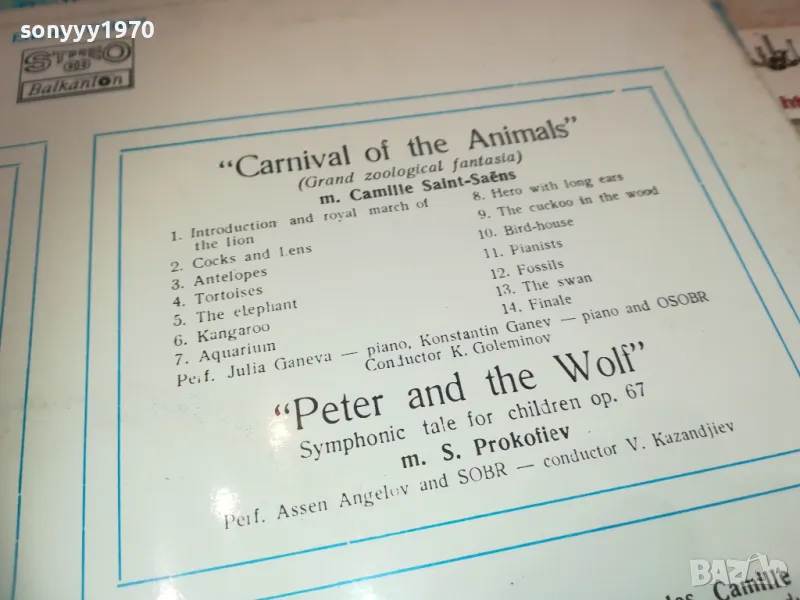 sonyyy1970
STEREO
Balkanton
"Carnival of the Animals"
(Grand zoological fantasia)
m. Camille Saint-Saëns
1. Introduction and royal march of
the lion
2. Cocks and Lens
3. Antelopes
4. Tortoises
5. The elephant
6. Kangaroo
7. Aquarium
8. Hero with long ears
9. The cuckoo in the wood
10. Bird-house
11. Pianists
12. Fossils
13. The swan
14. Finale
Perf. Julia Ganeva — piano, Konstantin Ganev — piano and OSOBR
Conductor K. Goleminov
"Peter and the Wolf"
Symphonic tale for children op. 67
m. S. Prokofiev
Perf. Assen Angelov and SOBR — conductor V. Kazandjiev
Camille
BAZAR